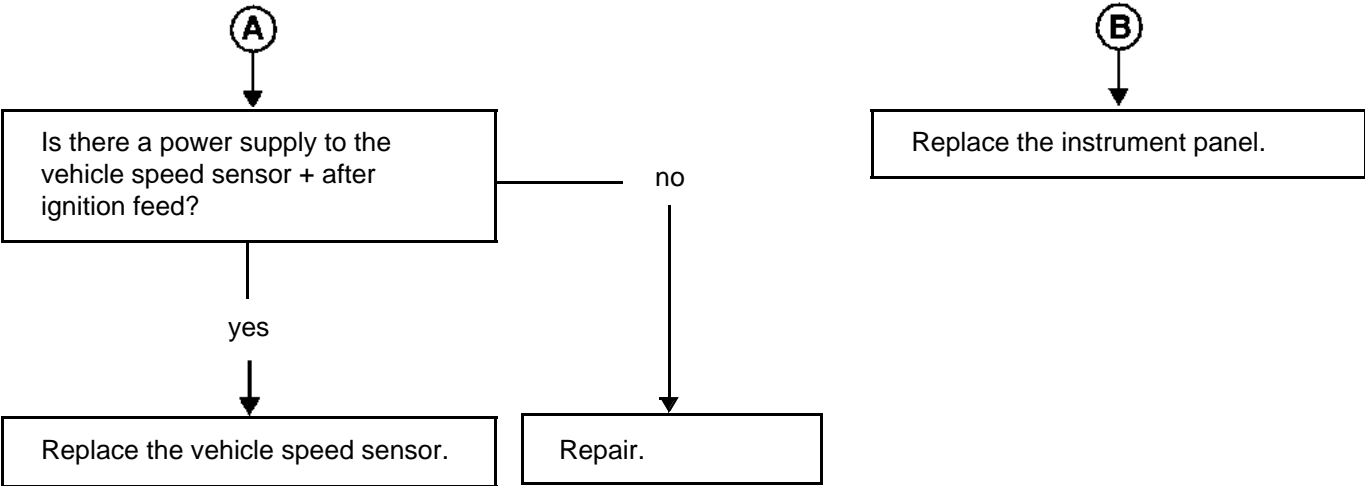 A
B
Is there a power supply to the
vehicle speed sensor + after
ignition feed?
no
Replace the instrument panel.
yes
Replace the vehicle speed sensor.
Repair.